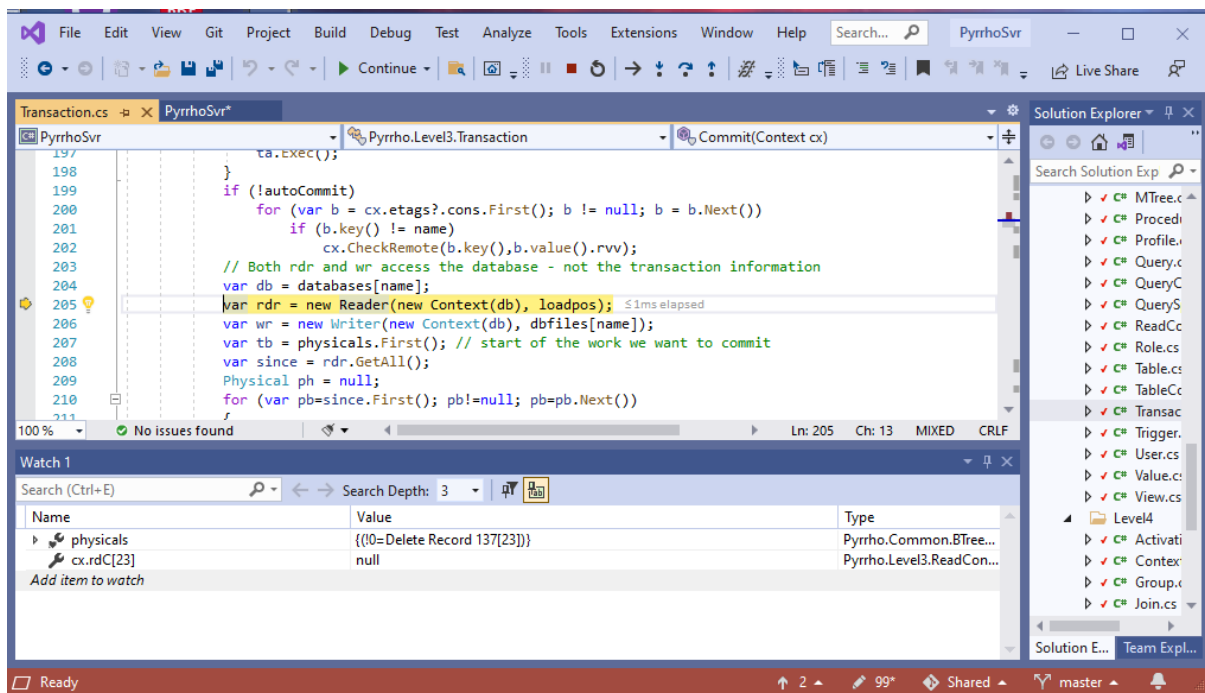 File Edit View Git Project Build Debug Test Analyze Tools Extensions Window Help Search... PyrrhoSvr
Continue Live Share
Transaction.cs PyrrhoSvr*
C# PyrrhoSvr Pyrrho.Level3.Transaction Commit(Context cx)
197 ta.Exec();
198 }
199 if (!autoCommit)
200 for (var b = cx.etags?.cons.First(); b != null; b = b.Next())
201 if (b.key() != name)
202 cx.CheckRemote(b.key(),b.value().rvv);
203 // Both rdr and wr access the database - not the transaction information
204 var db = databases[name];
205 var rdr = new Reader(new Context(db), loadpos); ≤1ms elapsed
206 var wr = new Writer(new Context(db), dbfiles[name]);
207 var tb = physicals.First(); // start of the work we want to commit
208 var since = rdr.GetAll();
209 Physical ph = null;
210 for (var pb=since.First(); pb!=null; pb=pb.Next())
211 {
100 % No issues found Ln: 205 Ch: 13 MIXED CRLF
Watch 1
Search (Ctrl+E) Search Depth: 3
Name Value Type
physicals {(!0=Delete Record 137[23])} Pyrrho.Common.BTree...
cx.rdC[23] null Pyrrho.Level3.ReadCon...
Add item to watch
Solution Explorer
Search Solution Exp
C# MTree.c
C# Procedu
C# Profile.
C# Query.c
C# QueryC
C# QueryS
C# ReadCo
C# Role.cs
C# Table.cs
C# TableCo
C# Transac
C# Trigger.
C# User.cs
C# Value.c
C# View.cs
Level4
C# Activati
C# Contex
C# Group.c
C# Join.cs
Solution E... Team Expl...
Ready 2 99* Shared master